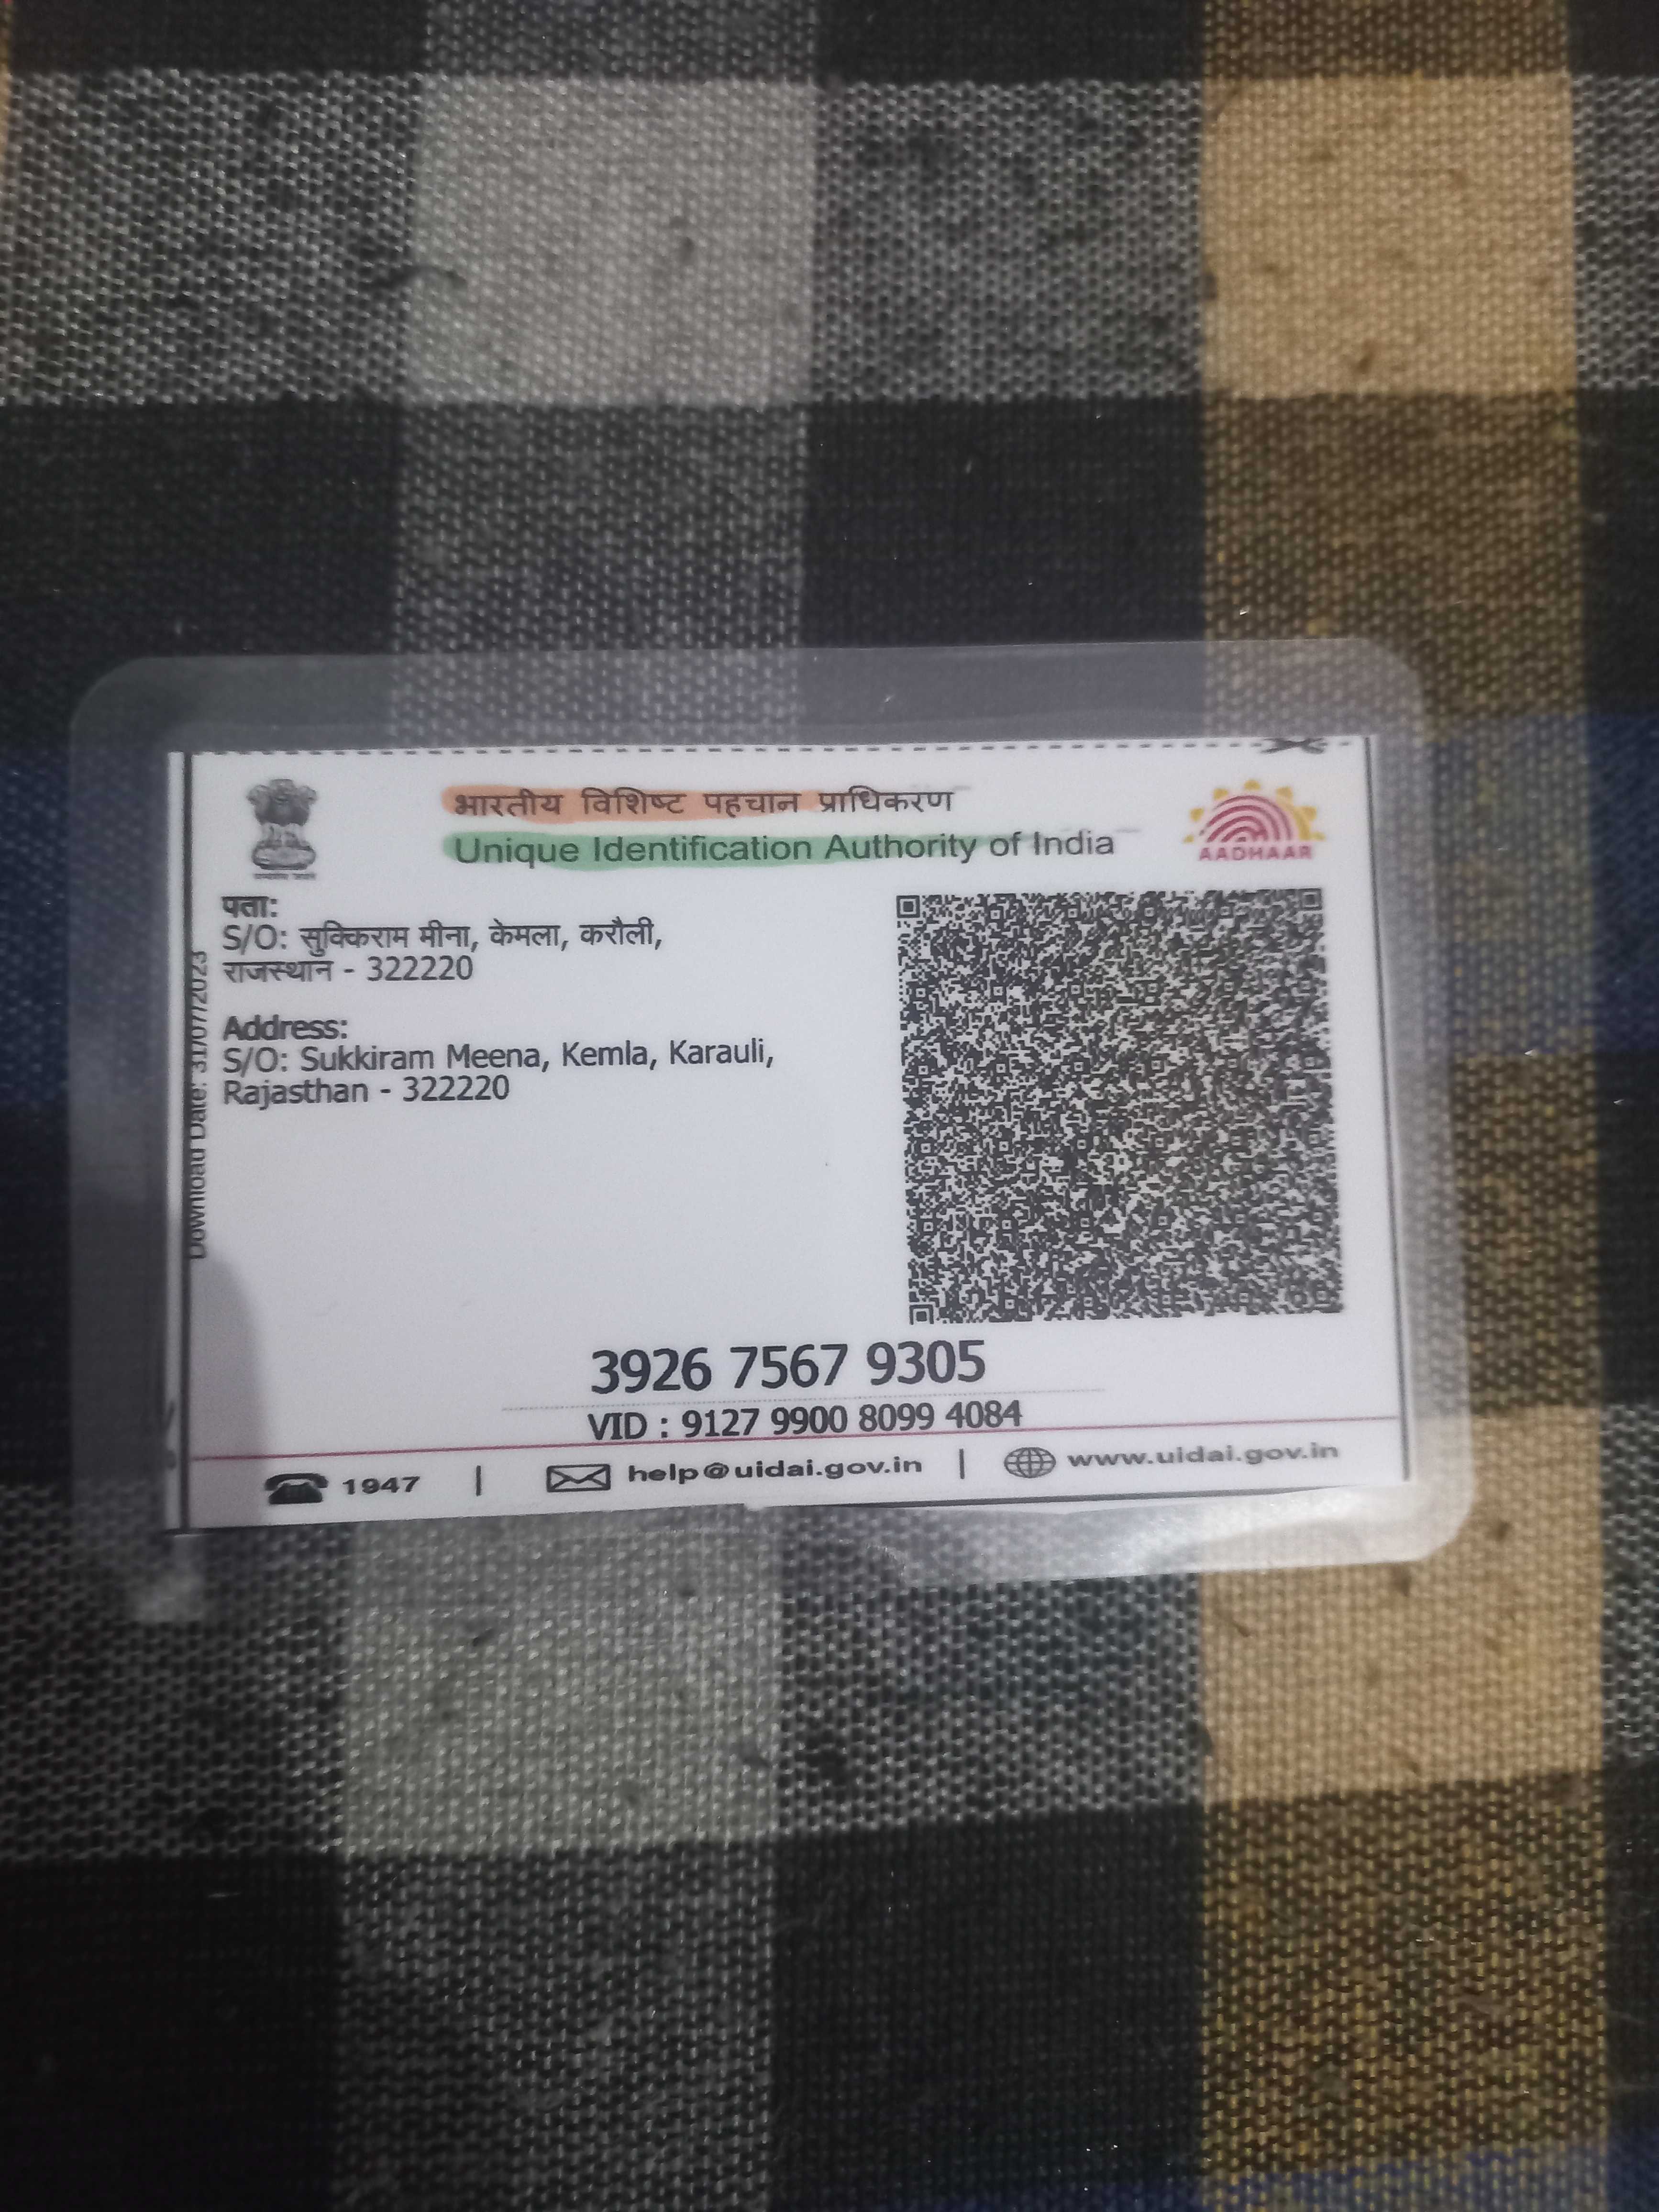 भारतीय विशिष्ट पहचान प्राधिकरण
Unique Identification Authority of India
AADHAAR
पता:
S/O: सुक्किराम मीना, केमला, करौली,
राजस्थान - 322220
Address:
S/O: Sukkiram Meena, Kemla, Karauli,
Rajasthan - 322220
Download Date: 31/07/2023
3926 7567 9305
VID : 9127 9900 8099 4084
1947 | help@uidai.gov.in | www.uidai.gov.in